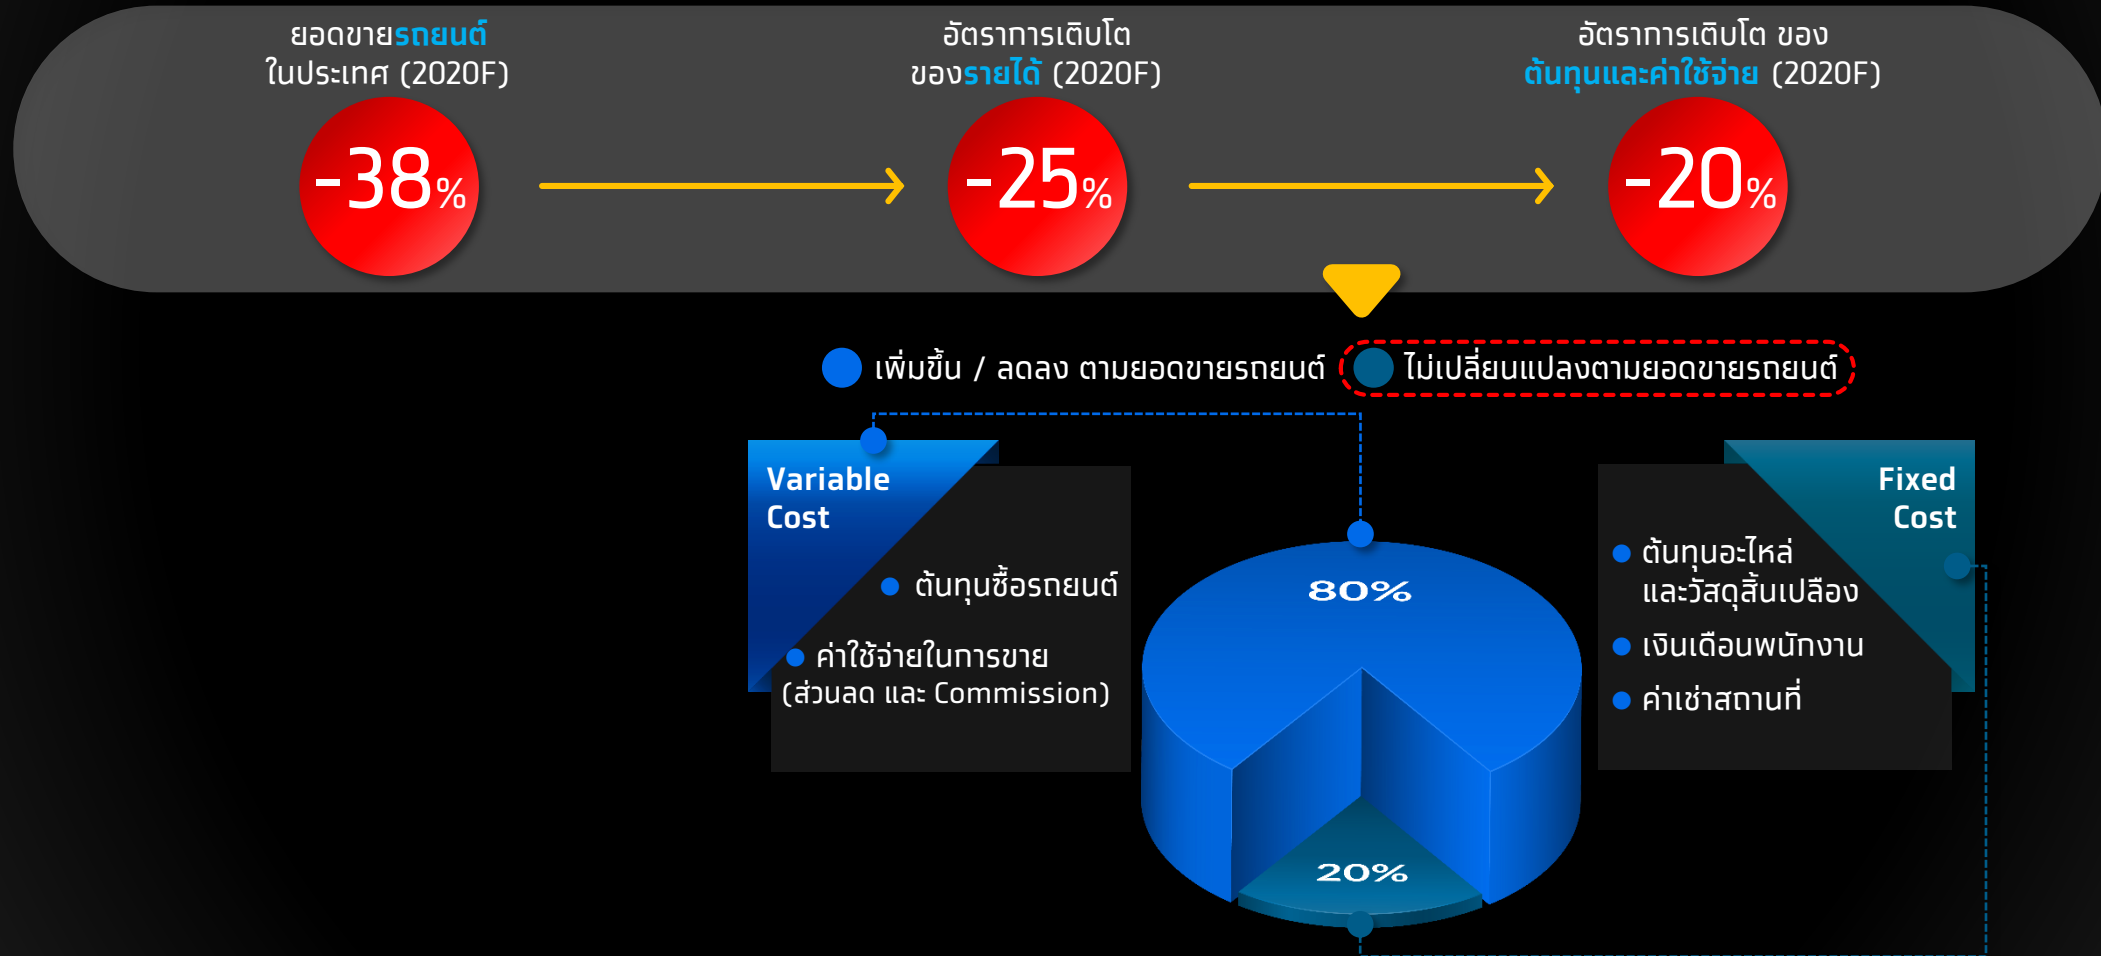 ยอดขายรถยนต์
ในประเทศ (2020F)
-38%
อัตราการเติบโต
ของรายได้ (2020F)
-25%
อัตราการเติบโต ของ
ต้นทุนและค่าใช้จ่าย (2020F)
-20%
เพิ่มขึ้น / ลดลง ตามยอดขายรถยนต์
ไม่เปลี่ยนแปลงตามยอดขายรถยนต์
Variable
Cost
ต้นทุนซื้อรถยนต์
ค่าใช้จ่ายในการขาย
(ส่วนลด และ Commission)
80%
20%
Fixed
Cost
ต้นทุนอะไหล่
และวัสดุสิ้นเปลือง
เงินเดือนพนักงาน
ค่าเช่าสถานที่